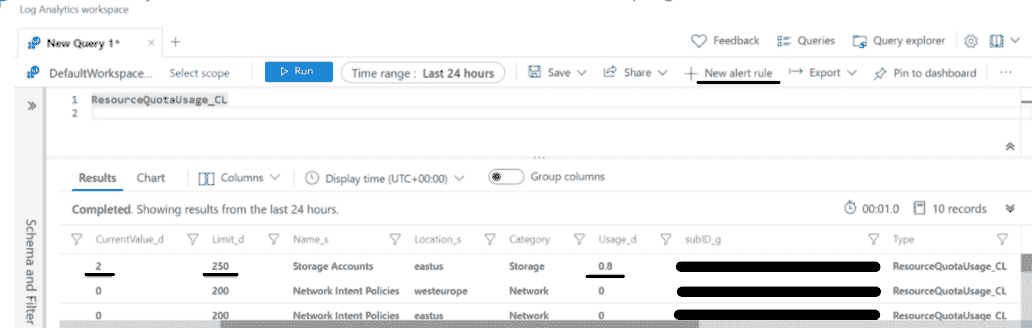 Log Analytics workspace
New Query 1*
Feedback
Queries
Query explorer
DefaultWorkspace...
Select scope
Run
Time range : Last 24 hours
Save
Share
New alert rule
Export
Pin to dashboard
1 ResourceQuotaUsage_CL
2
Results
Chart
Columns
Display time (UTC+00:00)
Group columns
Completed. Showing results from the last 24 hours.
00:01.0
10 records
Schema and Filter
CurrentValue_d Limit_d Name_s Location_s Category Usage_d subID_g Type
2 250 Storage Accounts eastus Storage 0.8 ResourceQuotaUsage_CL
0 200 Network Intent Policies westeurope Network 0 ResourceQuotaUsage_CL
0 200 Network Intent Policies eastus Network 0 ResourceQuotaUsage_CL